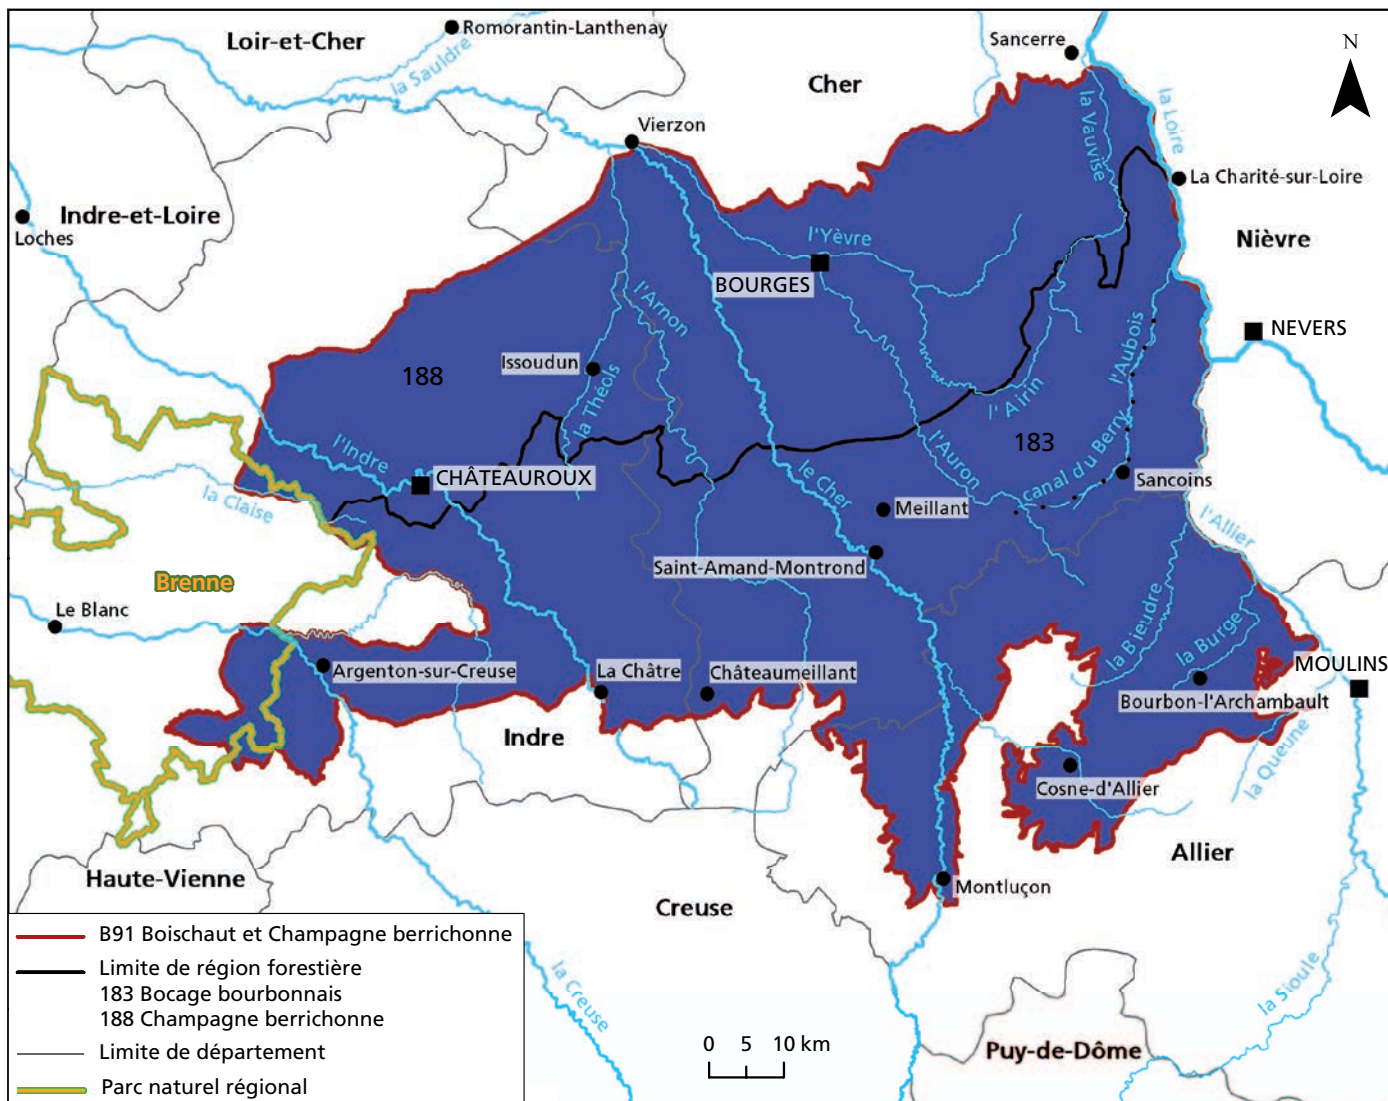 Loir-et-Cher
Romorantin-Lanthenay
la Sauldre
Sancerre
N
Cher
la Vauvise
la Loire
Vierzon
La Charité-sur-Loire
Indre-et-Loire
Loches
l'Yèvre
Nièvre
BOURGES
l'Arnon
NEVERS
Issoudun
188
la Théols
l'Aubois
l'Airin
183
l'Indre
CHÂTEAUROUX
la Claise
le Cher
l'Auron
canal du Berry
Sancoins
Meillant
l'Allier
Saint-Amand-Montrond
Brenne
Le Blanc
la Bieudre
la Burge
MOULINS
Argenton-sur-Creuse
La Châtre
Châteaumeillant
Bourbon-l'Archambault
Indre
la Queune
Cosne-d'Allier
Allier
Haute-Vienne
Creuse
Montluçon
la Creuse
la Sioule
Puy-de-Dôme
B91 Boischaut et Champagne berrichonne
Limite de région forestière
183 Bocage bourbonnais
188 Champagne berrichonne
Limite de département
Parc naturel régional
0 5 10 km